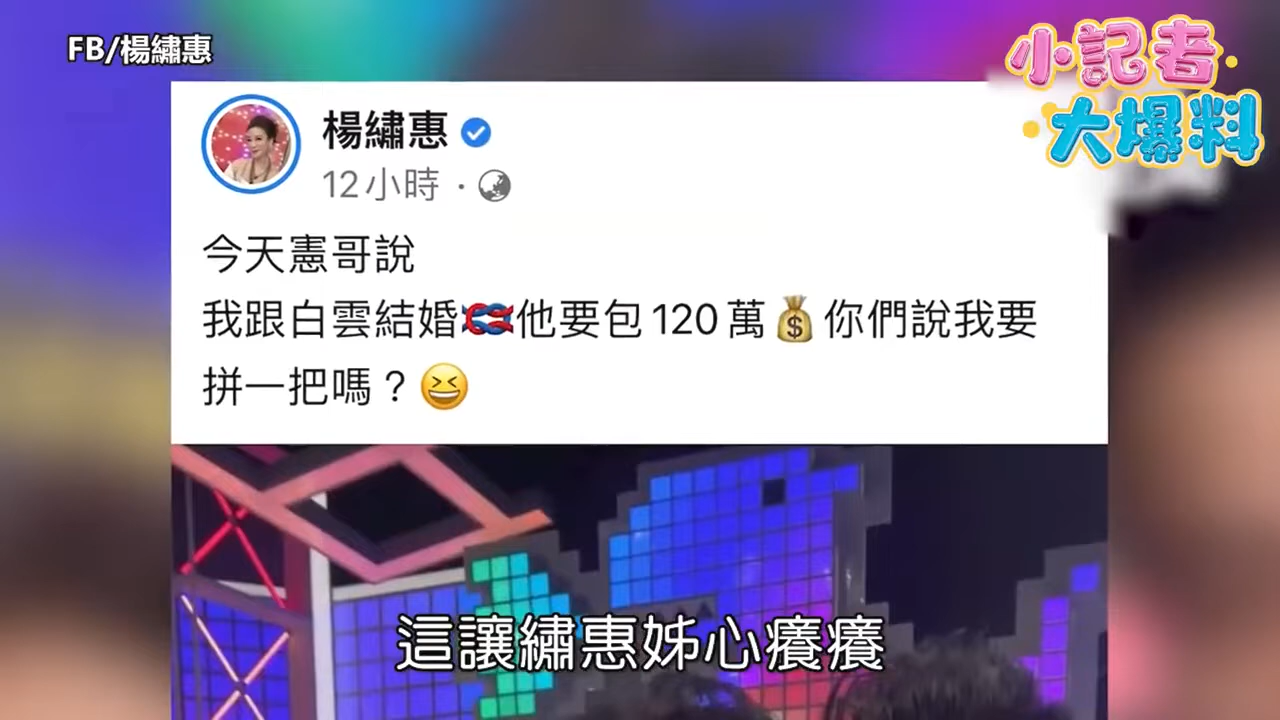 FB/楊繡惠
小記者
大爆料
楊繡惠
12小時 ·
今天憲哥說
我跟白雲結婚🪢他要包120萬💰你們說我要
拼一把嗎？😆
這讓繡惠姊心癢癢